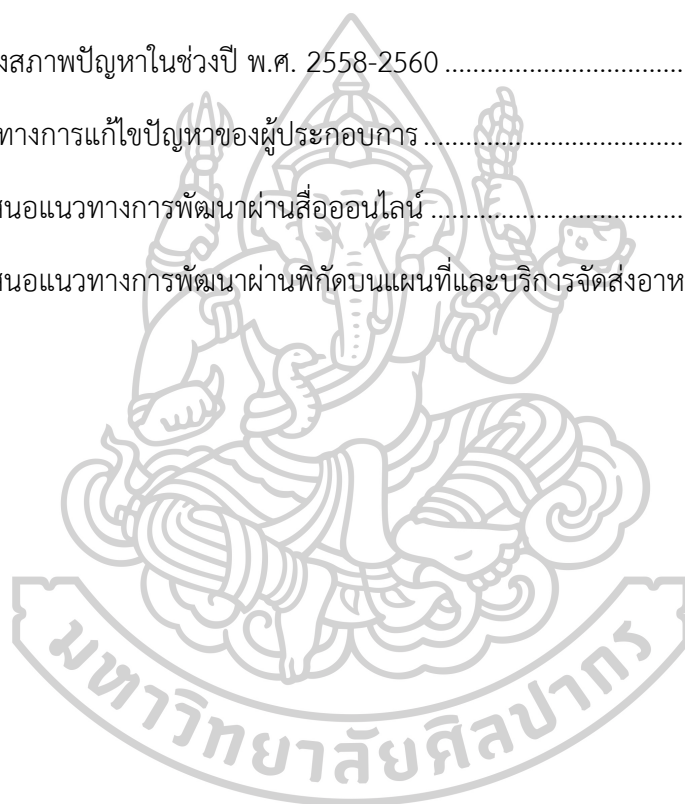 งสภาพปัญหาในช่วงปี พ.ศ. 2558-2560 ..................................
ทางการแก้ไขปัญหาของผู้ประกอบการ .....................................
สนอแนวทางการพัฒนาผ่านสื่อออนไลน์ ....................................
สนอแนวทางการพัฒนาผ่านพิกัดบนแผนที่และบริการจัดส่งอาห
มหาวิทยาลัยศิลปากร